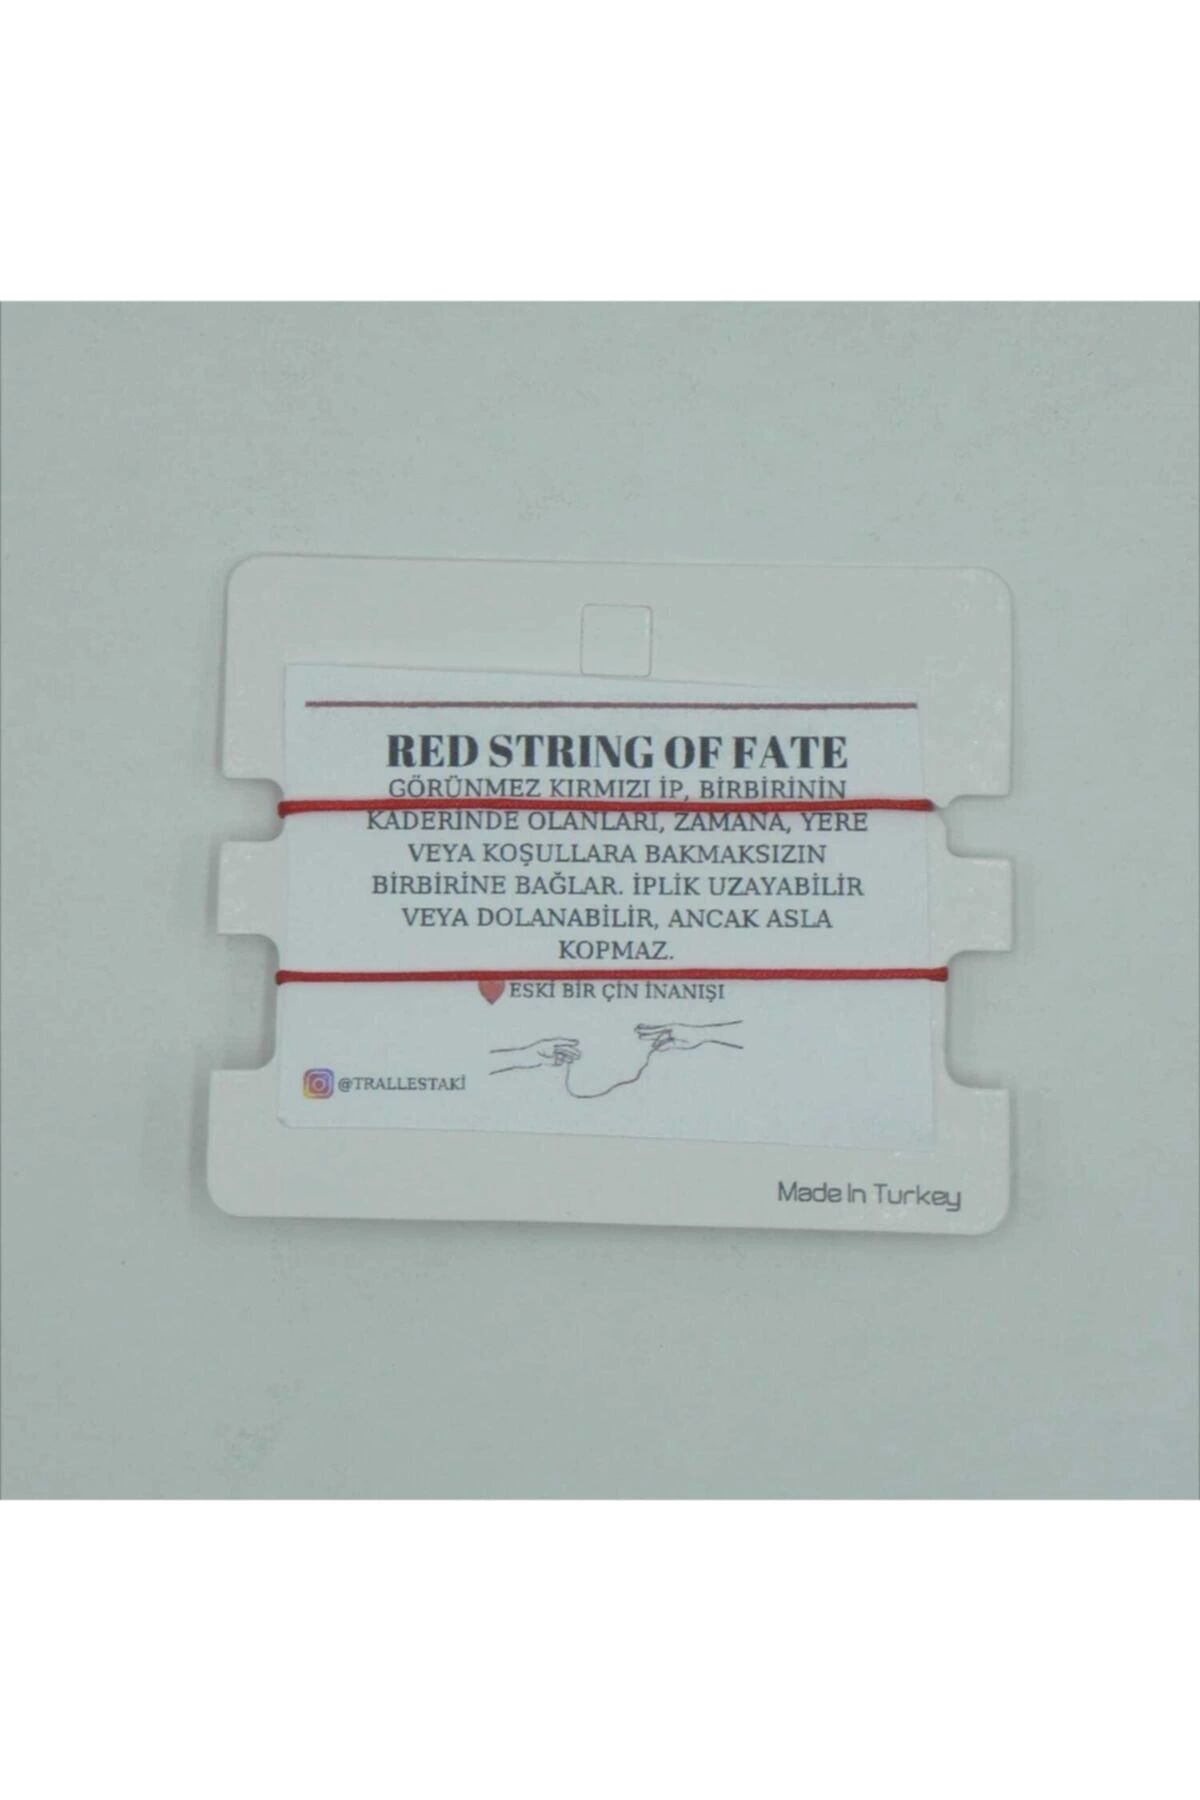 RED STRING OF FATE
GÖRÜNMEZ KIRMIZI İP, BİRBİRİNİN
KADERİNDE OLANLARI, ZAMANA, YERE
VEYA KOŞULLARA BAKMAKSIZIN
BİRBİRİNE BAĞLAR. İPLİK UZAYABİLİR
VEYA DOLANABİLİR, ANCAK ASLA
KOPMAZ.
ESKİ BİR ÇİN İNANIŞI
@TRALLESTAKİ
Made In Turkey